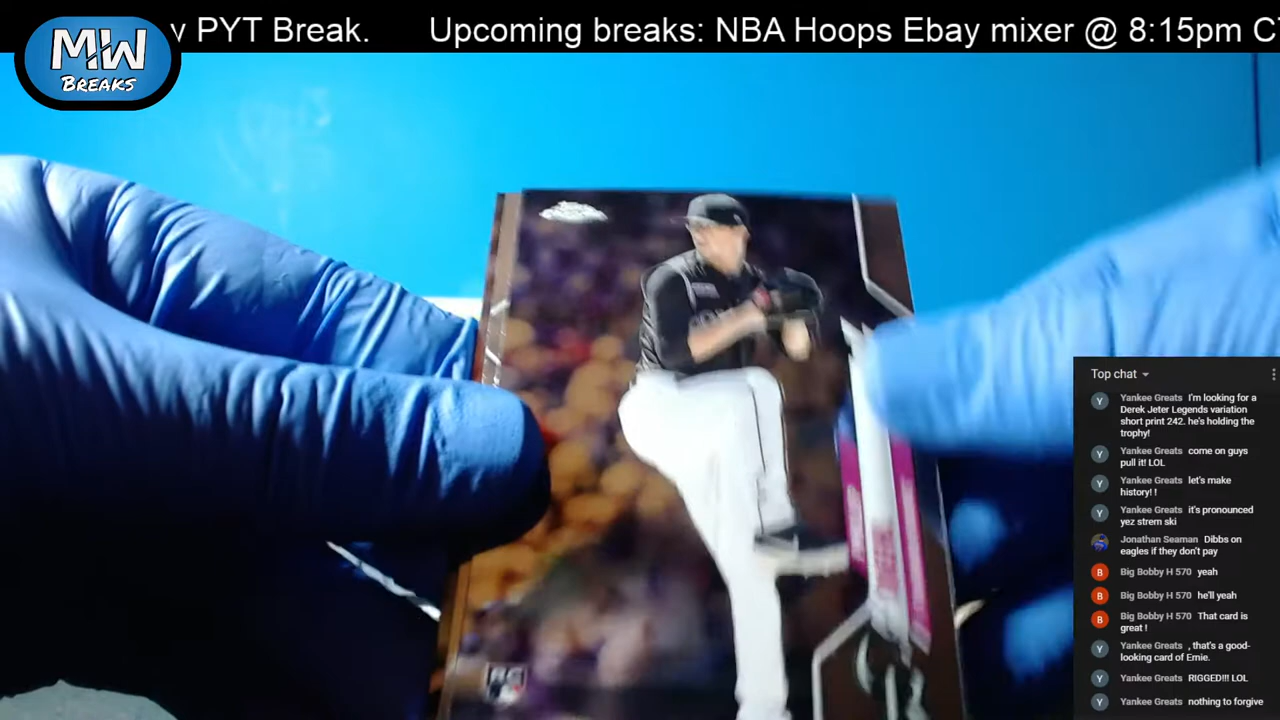 y PYT Break. Upcoming breaks: NBA Hoops Ebay mixer @ 8:15pm C
MW
BREAKS
Top chat
Yankee Greats I'm looking for a
Derek Jeter Legends variation
short print 242. he's holding the
trophy!
Yankee Greats come on guys
pull it! LOL
Yankee Greats let's make
history! !
Yankee Greats it's pronounced
yez strem ski
Jonathan Seaman Dibbs on
eagles if they don't pay
Big Bobby H 570 yeah
Big Bobby H 570 he'll yeah
Big Bobby H 570 That card is
great !
Yankee Greats , that's a good-
looking card of Ernie.
Yankee Greats RIGGED!!! LOL
Yankee Greats nothing to forgive
Y
Y
Y
Y
B
B
B
Y
Y
Y
RC